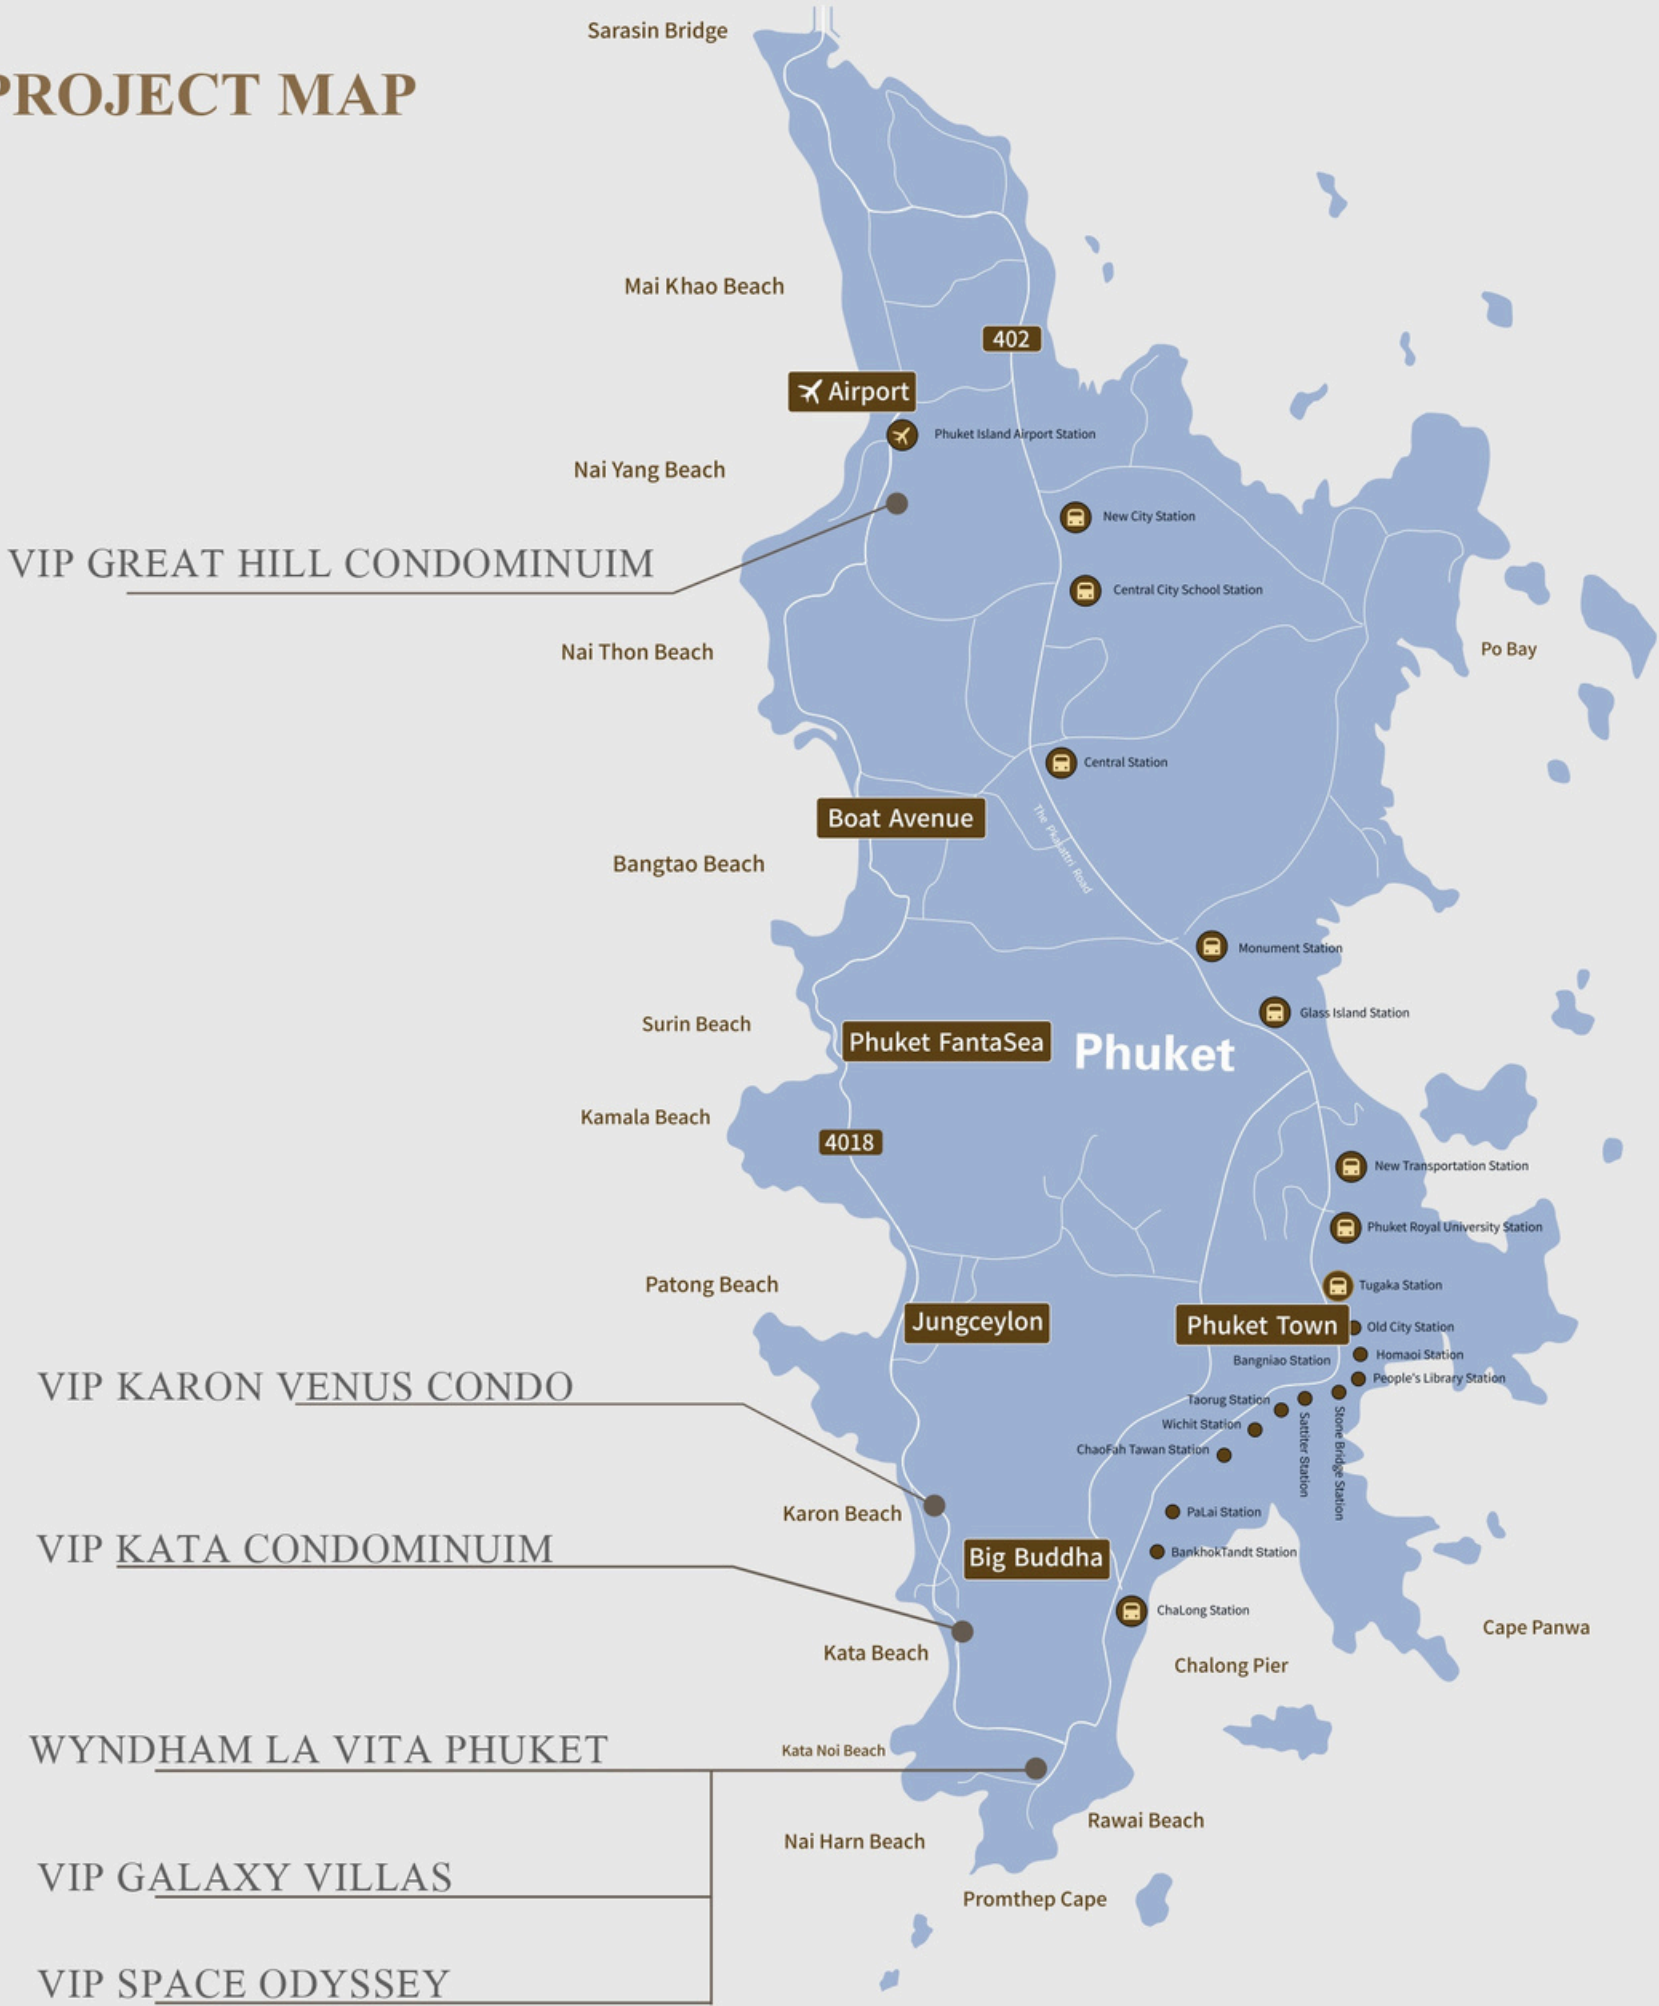 Sarasin Bridge
PROJECT MAP
Mai Khao Beach
402
Airport
Phuket Island Airport Station
Nai Yang Beach
New City Station
VIP GREAT HILL CONDOMINUIM
Central City School Station
Nai Thon Beach
Po Bay
Central Station
Boat Avenue
The Pkasattri Road
Bangtao Beach
Monument Station
Glass Island Station
Surin Beach
Phuket FantaSea
Phuket
Kamala Beach
4018
New Transportation Station
Phuket Royal University Station
Patong Beach
Tugaka Station
Jungceylon
Phuket Town
Old City Station
Homaoi Station
Bangniao Station
People's Library Station
VIP KARON VENUS CONDO
Taorug Station
Wichit Station
Sattiter Station
Stone Bridge Station
ChaoFah Tawan Station
Karon Beach
PaLai Station
VIP KATA CONDOMINUIM
Big Buddha
BankhokTandt Station
ChaLong Station
Cape Panwa
Kata Beach
Chalong Pier
WYNDHAM LA VITA PHUKET
Kata Noi Beach
Rawai Beach
Nai Harn Beach
VIP GALAXY VILLAS
Promthep Cape
VIP SPACE ODYSSEY